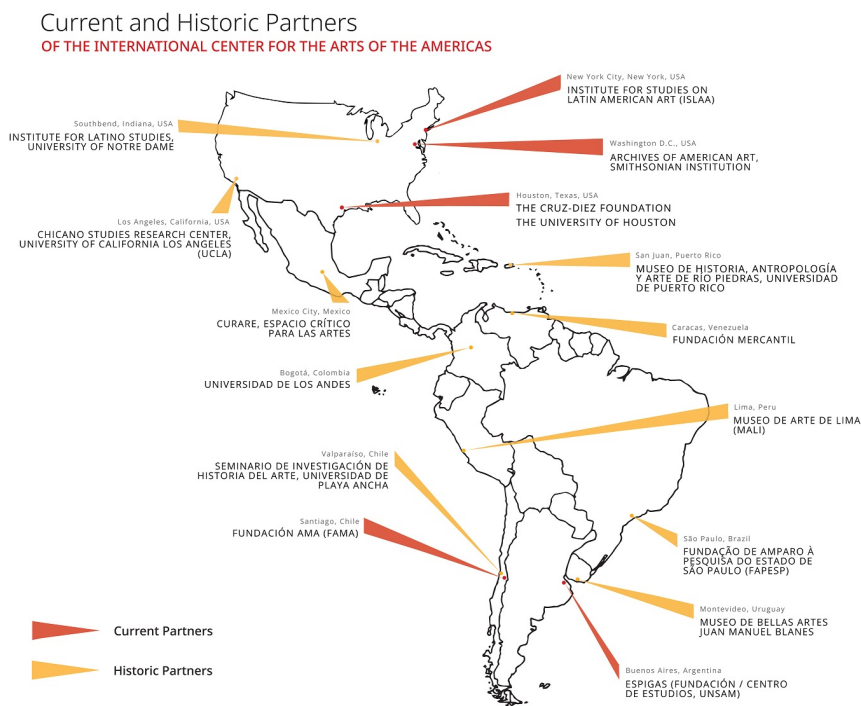 Current and Historic Partners
OF THE INTERNATIONAL CENTER FOR THE ARTS OF THE AMERICAS
New York City, New York, USA
INSTITUTE FOR STUDIES ON
LATIN AMERICAN ART (ISLAA)
Southbend, Indiana, USA
INSTITUTE FOR LATINO STUDIES,
UNIVERSITY OF NOTRE DAME
Washington D.C., USA
ARCHIVES OF AMERICAN ART,
SMITHSONIAN INSTITUTION
Houston, Texas, USA
THE CRUZ-DIEZ FOUNDATION
THE UNIVERSITY OF HOUSTON
Los Angeles, California, USA
CHICANO STUDIES RESEARCH CENTER,
UNIVERSITY OF CALIFORNIA LOS ANGELES
(UCLA)
San Juan, Puerto Rico
MUSEO DE HISTORIA, ANTROPOLOGÍA
Y ARTE DE RÍO PIEDRAS, UNIVERSIDAD
DE PUERTO RICO
Mexico City, Mexico
CURARE, ESPACIO CRÍTICO
PARA LAS ARTES
Caracas, Venezuela
FUNDACIÓN MERCANTIL
Bogotá, Colombia
UNIVERSIDAD DE LOS ANDES
Lima, Peru
MUSEO DE ARTE DE LIMA
(MALI)
Valparaíso, Chile
SEMINARIO DE INVESTIGACIÓN DE
HISTORIA DEL ARTE, UNIVERSIDAD DE
PLAYA ANCHA
Santiago, Chile
FUNDACIÓN AMA (FAMA)
São Paulo, Brazil
FUNDAÇÃO DE AMPARO À
PESQUISA DO ESTADO DE
SÃO PAULO (FAPESP)
Montevideo, Uruguay
MUSEO DE BELLAS ARTES
JUAN MANUEL BLANES
Current Partners
Historic Partners
Buenos Aires, Argentina
ESPIGAS (FUNDACIÓN / CENTRO
DE ESTUDIOS, UNSAM)